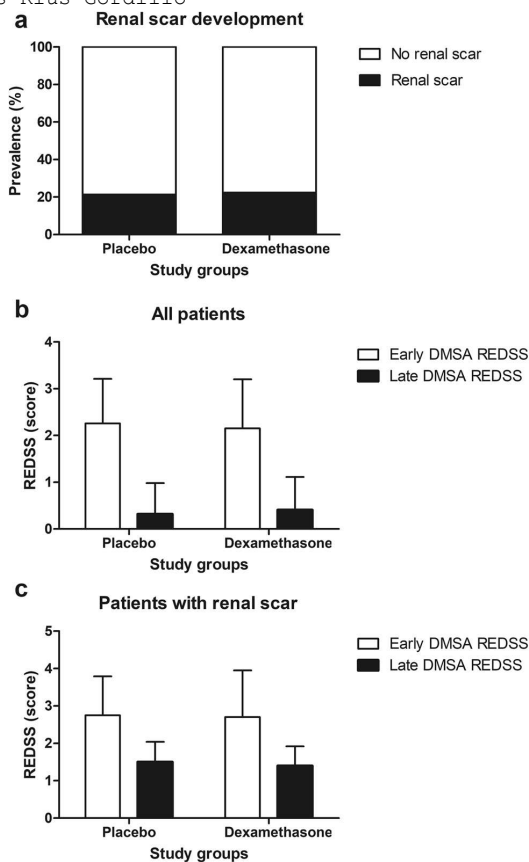 a
Renal scar development
No renal scar
Renal scar
Prevalence (%)
100
80
60
40
20
0
Placebo
Dexamethasone
Study groups
b
All patients
Early DMSA REDSS
Late DMSA REDSS
REDSS (score)
4
3
2
1
0
Placebo
Dexamethasone
Study groups
c
Patients with renal scar
Early DMSA REDSS
Late DMSA REDSS
REDSS (score)
5
4
3
2
1
0
Placebo
Dexamethasone
Study groups